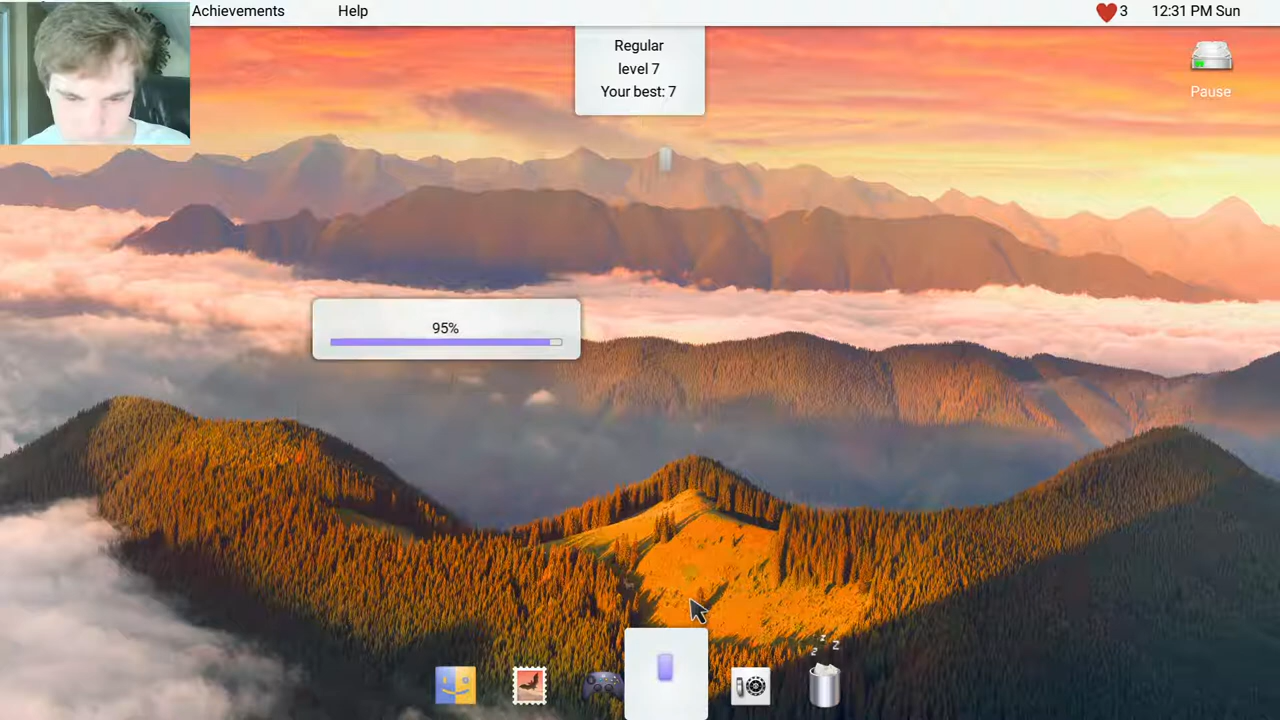 Achievements
Help
3
12:31 PM Sun
Regular
level 7
Your best: 7
Pause
95%
z
z
z